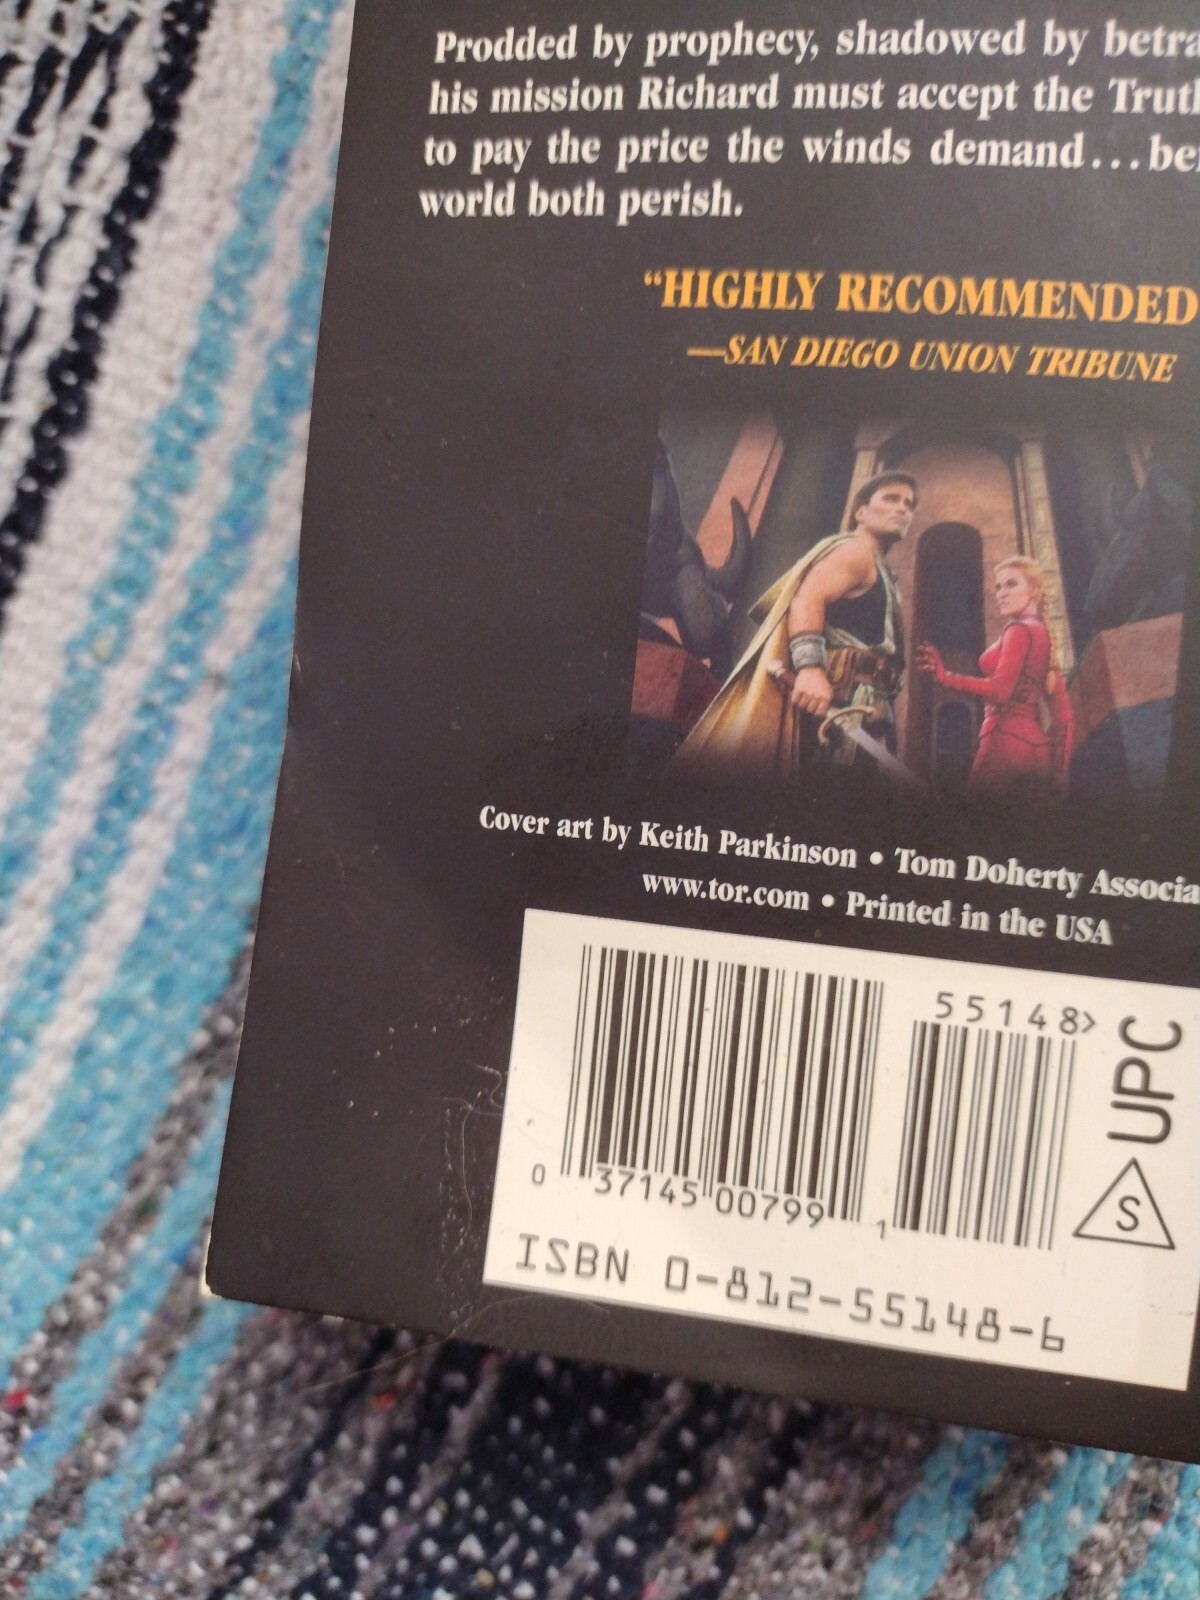 Prodded by prophecy, shadowed by betra
his mission Richard must accept the Truth
to pay the price the winds demand...be
world both perish.
“HIGHLY RECOMMENDED
—SAN DIEGO UNION TRIBUNE
Cover art by Keith Parkinson • Tom Doherty Associa
www.tor.com • Printed in the USA
55148>
0 37145 00799 1
UPC
S
ISBN 0-812-55148-6